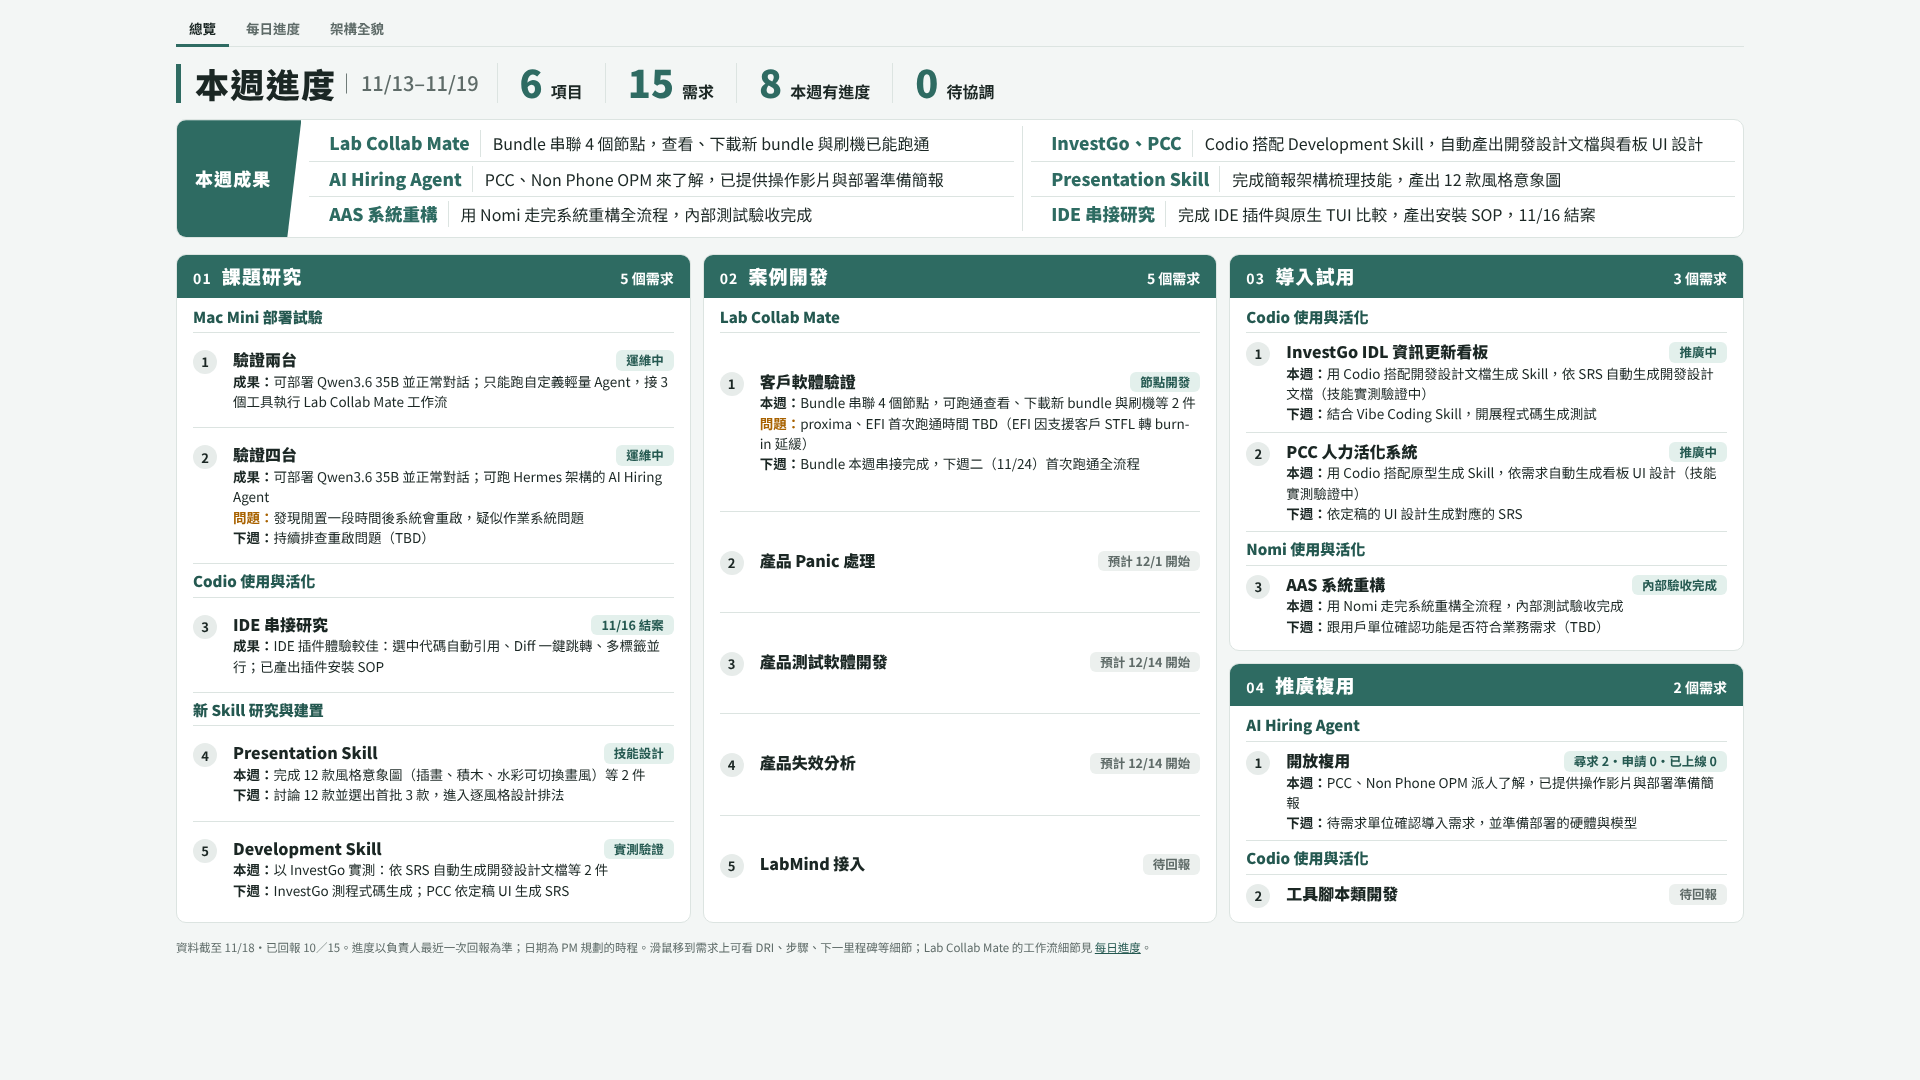 總覽 每日進度 架構全貌
本週進度 11/13–11/19 6 項目 15 需求 8 本週有進度 0 待協調
本週成果
Lab Collab Mate Bundle 串聯 4 個節點，查看、下載新 bundle 與刷機已能跑通
AI Hiring Agent PCC、Non Phone OPM 來了解，已提供操作影片與部署準備簡報
AAS 系統重構 用 Nomi 走完系統重構全流程，內部測試驗收完成
InvestGo、PCC Codio 搭配 Development Skill，自動產出開發設計文檔與看板 UI 設計
Presentation Skill 完成簡報架構梳理技能，產出 12 款風格意象圖
IDE 串接研究 完成 IDE 插件與原生 TUI 比較，產出安裝 SOP，11/16 結案
01 課題研究 5 個需求
Mac Mini 部署試驗
1 驗證兩台 運維中
成果：可部署 Qwen3.6 35B 並正常對話；只能跑自定義輕量 Agent，接 3
個工具執行 Lab Collab Mate 工作流
2 驗證四台 運維中
成果：可部署 Qwen3.6 35B 並正常對話；可跑 Hermes 架構的 AI Hiring
Agent
問題：發現閒置一段時間後系統會重啟，疑似作業系統問題
下週：持續排查重啟問題（TBD）
Codio 使用與活化
3 IDE 串接研究 11/16 結案
成果：IDE 插件體驗較佳：選中代碼自動引用、Diff 一鍵跳轉、多標籤並
行；已產出插件安裝 SOP
新 Skill 研究與建置
4 Presentation Skill 技能設計
本週：完成 12 款風格意象圖（插畫、積木、水彩可切換畫風）等 2 件
下週：討論 12 款並選出首批 3 款，進入逐風格設計排法
5 Development Skill 實測驗證
本週：以 InvestGo 實測：依 SRS 自動生成開發設計文檔等 2 件
下週：InvestGo 測程式碼生成；PCC 依定稿 UI 生成 SRS
02 案例開發 5 個需求
Lab Collab Mate
1 客戶軟體驗證 節點開發
本週：Bundle 串聯 4 個節點，可跑通查看、下載新 bundle 與刷機等 2 件
問題：proxima、EFI 首次跑通時間 TBD（EFI 因支援客戶 STFL 轉 burn-
in 延緩）
下週：Bundle 本週串接完成，下週二（11/24）首次跑通全流程
2 產品 Panic 處理 預計 12/1 開始
3 產品測試軟體開發 預計 12/14 開始
4 產品失效分析 預計 12/14 開始
5 LabMind 接入 待回報
03 導入試用 3 個需求
Codio 使用與活化
1 InvestGo IDL 資訊更新看板 推廣中
本週：用 Codio 搭配開發設計文檔生成 Skill，依 SRS 自動生成開發設計
文檔（技能實測驗證中）
下週：結合 Vibe Coding Skill，開展程式碼生成測試
2 PCC 人力活化系統 推廣中
本週：用 Codio 搭配原型生成 Skill，依需求自動生成看板 UI 設計（技能
實測驗證中）
下週：依定稿的 UI 設計生成對應的 SRS
Nomi 使用與活化
3 AAS 系統重構 內部驗收完成
本週：用 Nomi 走完系統重構全流程，內部測試驗收完成
下週：跟用戶單位確認功能是否符合業務需求（TBD）
04 推廣複用 2 個需求
AI Hiring Agent
1 開放複用 尋求 2・申請 0・已上線 0
本週：PCC、Non Phone OPM 派人了解，已提供操作影片與部署準備簡
報
下週：待需求單位確認導入需求，並準備部署的硬體與模型
Codio 使用與活化
2 工具腳本類開發 待回報
資料截至 11/18・已回報 10／15。進度以負責人最近一次回報為準；日期為 PM 規劃的時程。滑鼠移到需求上可看 DRI、步驟、下一里程碑等細節；Lab Collab Mate 的工作流細節見 每日進度。